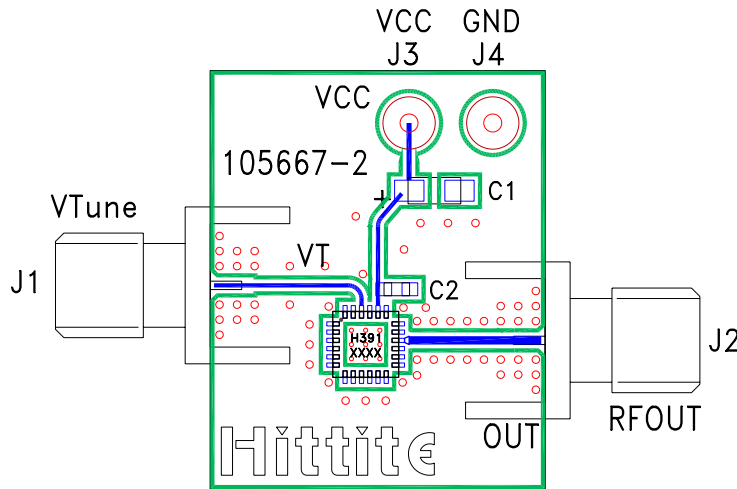 VCC GND
J3 J4
VCC
105667-2
C1
VTune
VT
J1
C2
H391
XXXX
J2
RFOUT
OUT
Hittite